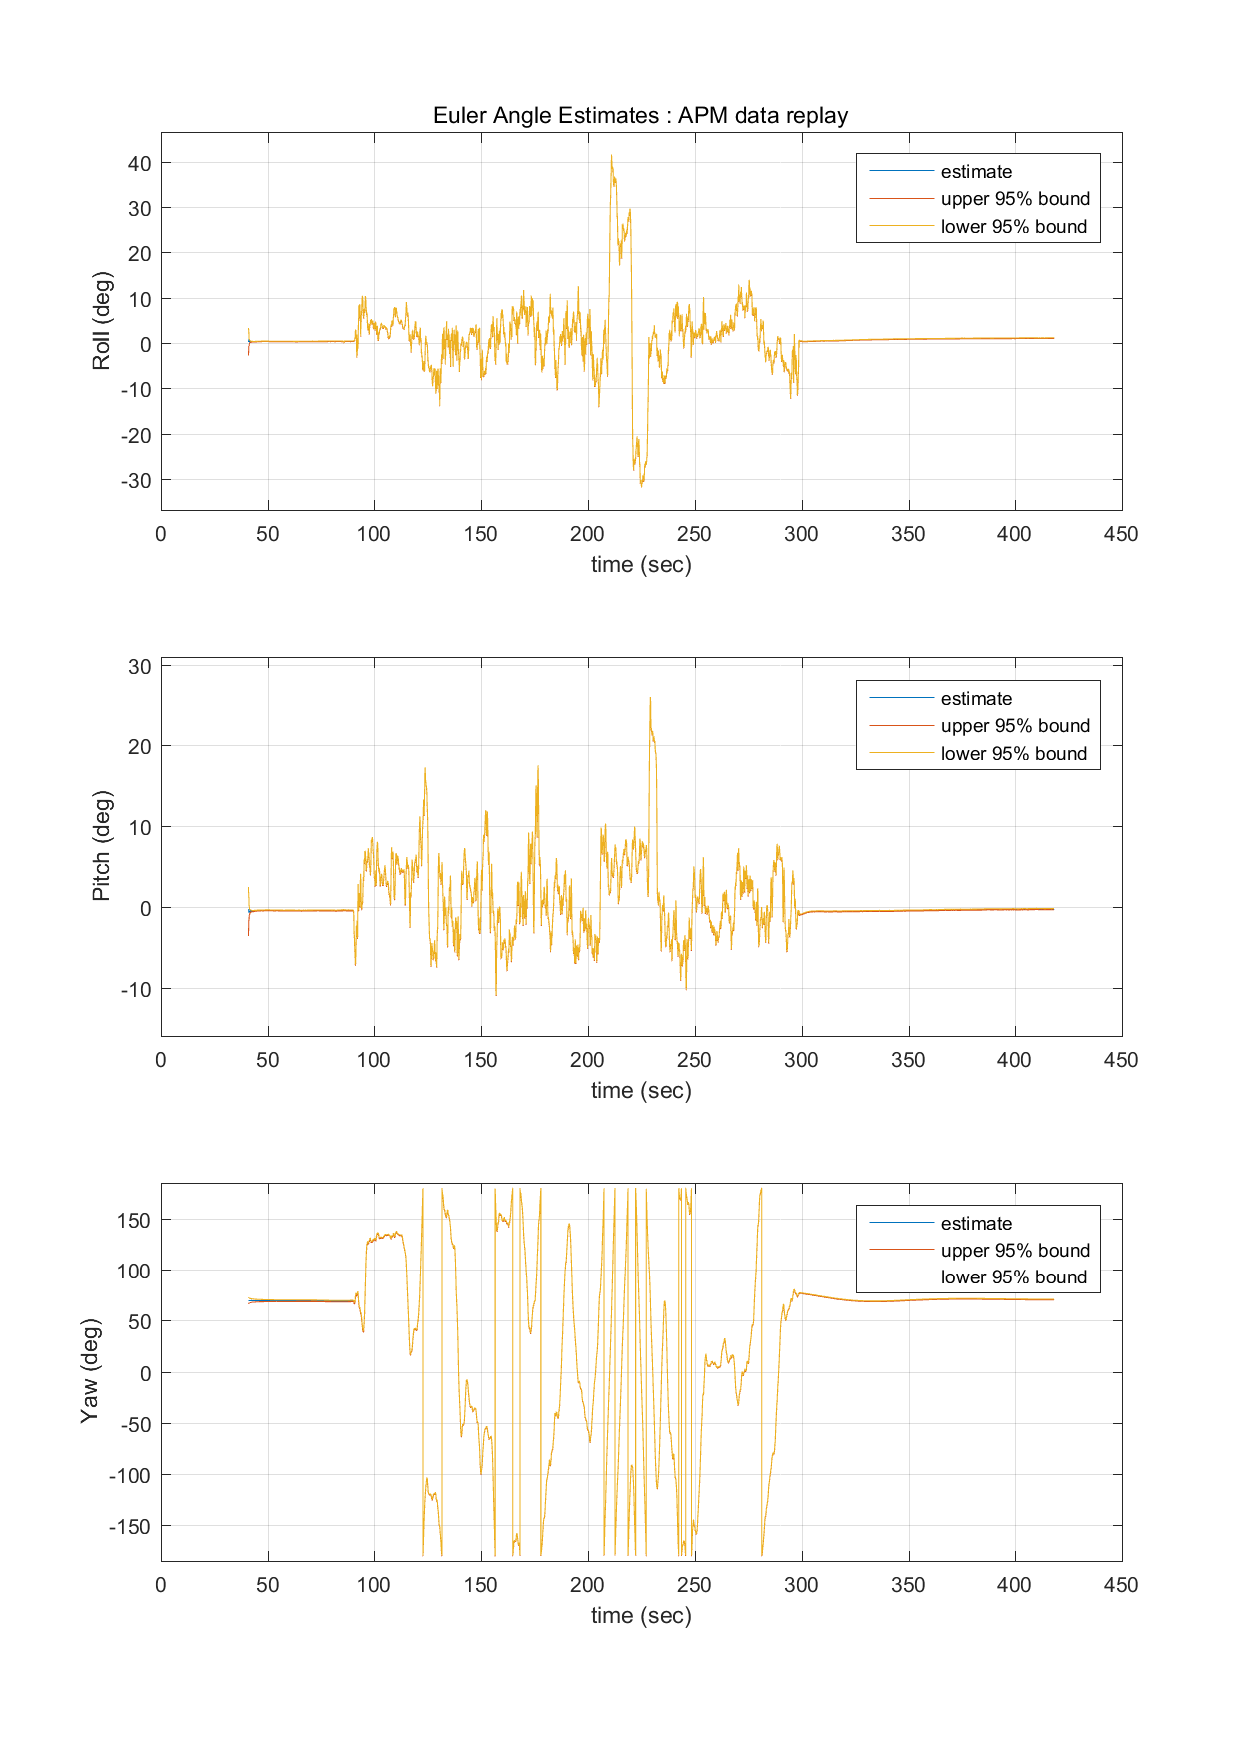 Euler Angle Estimates : APM data replay
40
30
20
10
0
-10
-20
-30
Roll (deg)
estimate
upper 95% bound
lower 95% bound
0 50 100 150 200 250 300 350 400 450
time (sec)
30
20
10
0
-10
Pitch (deg)
estimate
upper 95% bound
lower 95% bound
0 50 100 150 200 250 300 350 400 450
time (sec)
150
100
50
0
-50
-100
-150
Yaw (deg)
estimate
upper 95% bound
lower 95% bound
0 50 100 150 200 250 300 350 400 450
time (sec)